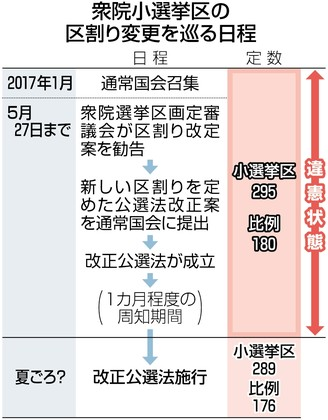 衆院小選挙区の
区割り変更を巡る日程
日程
定数
2017年1月
通常国会召集
5月
27日まで
衆院選挙区画定審
議会が区割り改定
案を勧告
新しい区割りを定
めた公選法改正案
を通常国会に提出
改正公選法が成立
(1カ月程度の
周知期間)
小選挙区
295
比例
180
違憲状態
夏ごろ?
改正公選法施行
小選挙区
289
比例
176